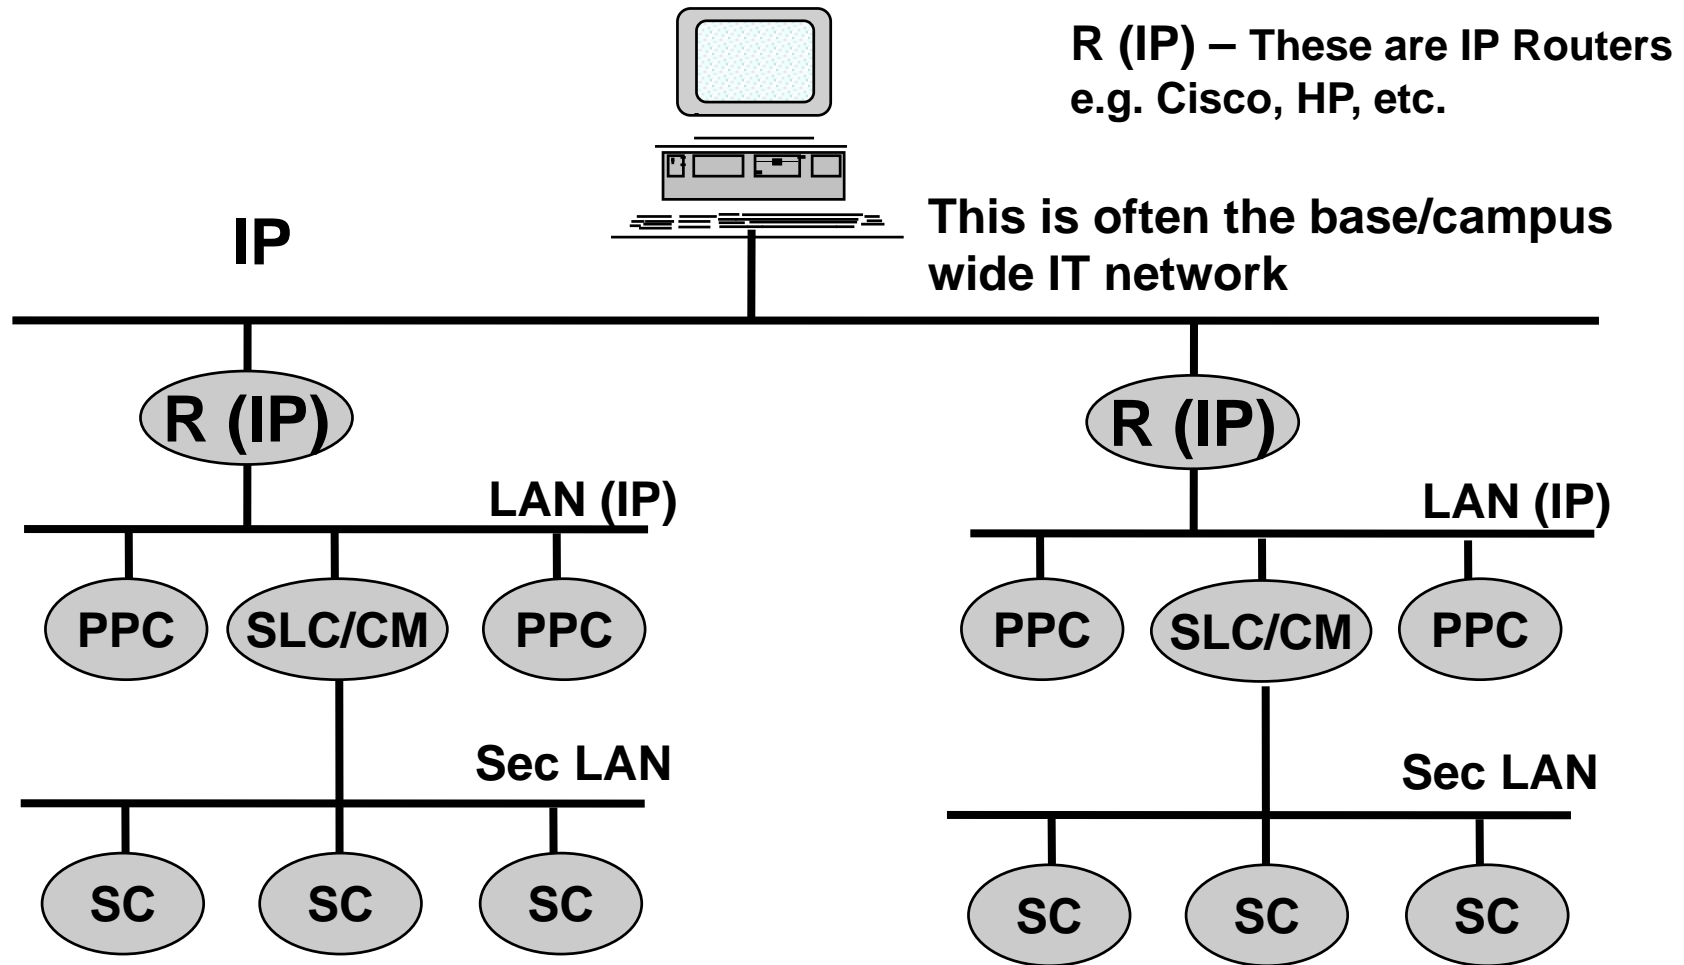 R (IP) – These are IP Routers
e.g. Cisco, HP, etc.
This is often the base/campus
wide IT network
IP
R (IP)
R (IP)
LAN (IP)
LAN (IP)
PPC
SLC/CM
PPC
PPC
SLC/CM
PPC
Sec LAN
Sec LAN
SC
SC
SC
SC
SC
SC